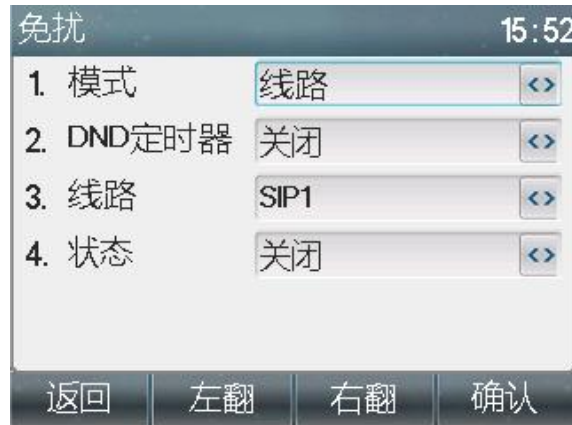 免扰 15:52
1. 模式 线路
2. DND定时器 关闭
3. 线路 SIP1
4. 状态 关闭
返回 左翻 右翻 确认